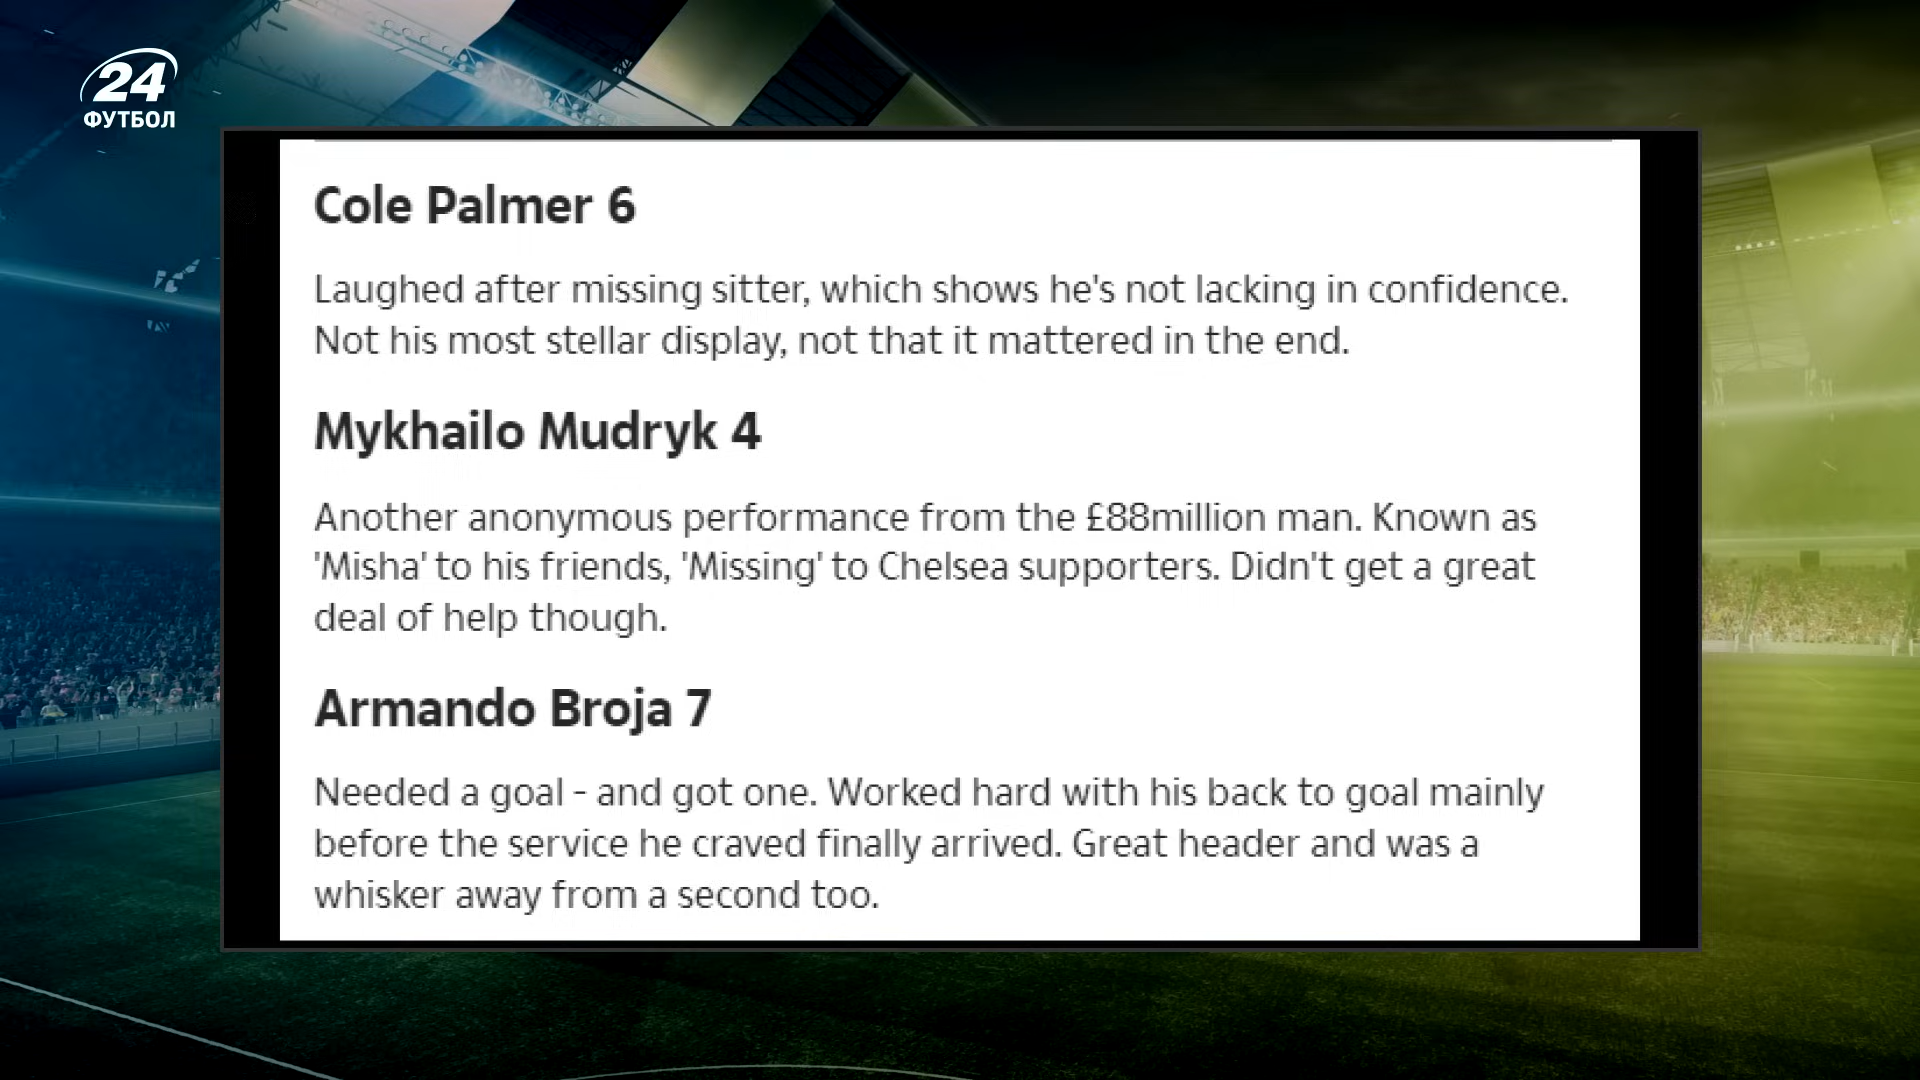 24
ФУТБОЛ
Cole Palmer 6
Laughed after missing sitter, which shows he's not lacking in confidence.
Not his most stellar display, not that it mattered in the end.
Mykhailo Mudryk 4
Another anonymous performance from the £88million man. Known as
'Misha' to his friends, 'Missing' to Chelsea supporters. Didn't get a great
deal of help though.
Armando Broja 7
Needed a goal - and got one. Worked hard with his back to goal mainly
before the service he craved finally arrived. Great header and was a
whisker away from a second too.